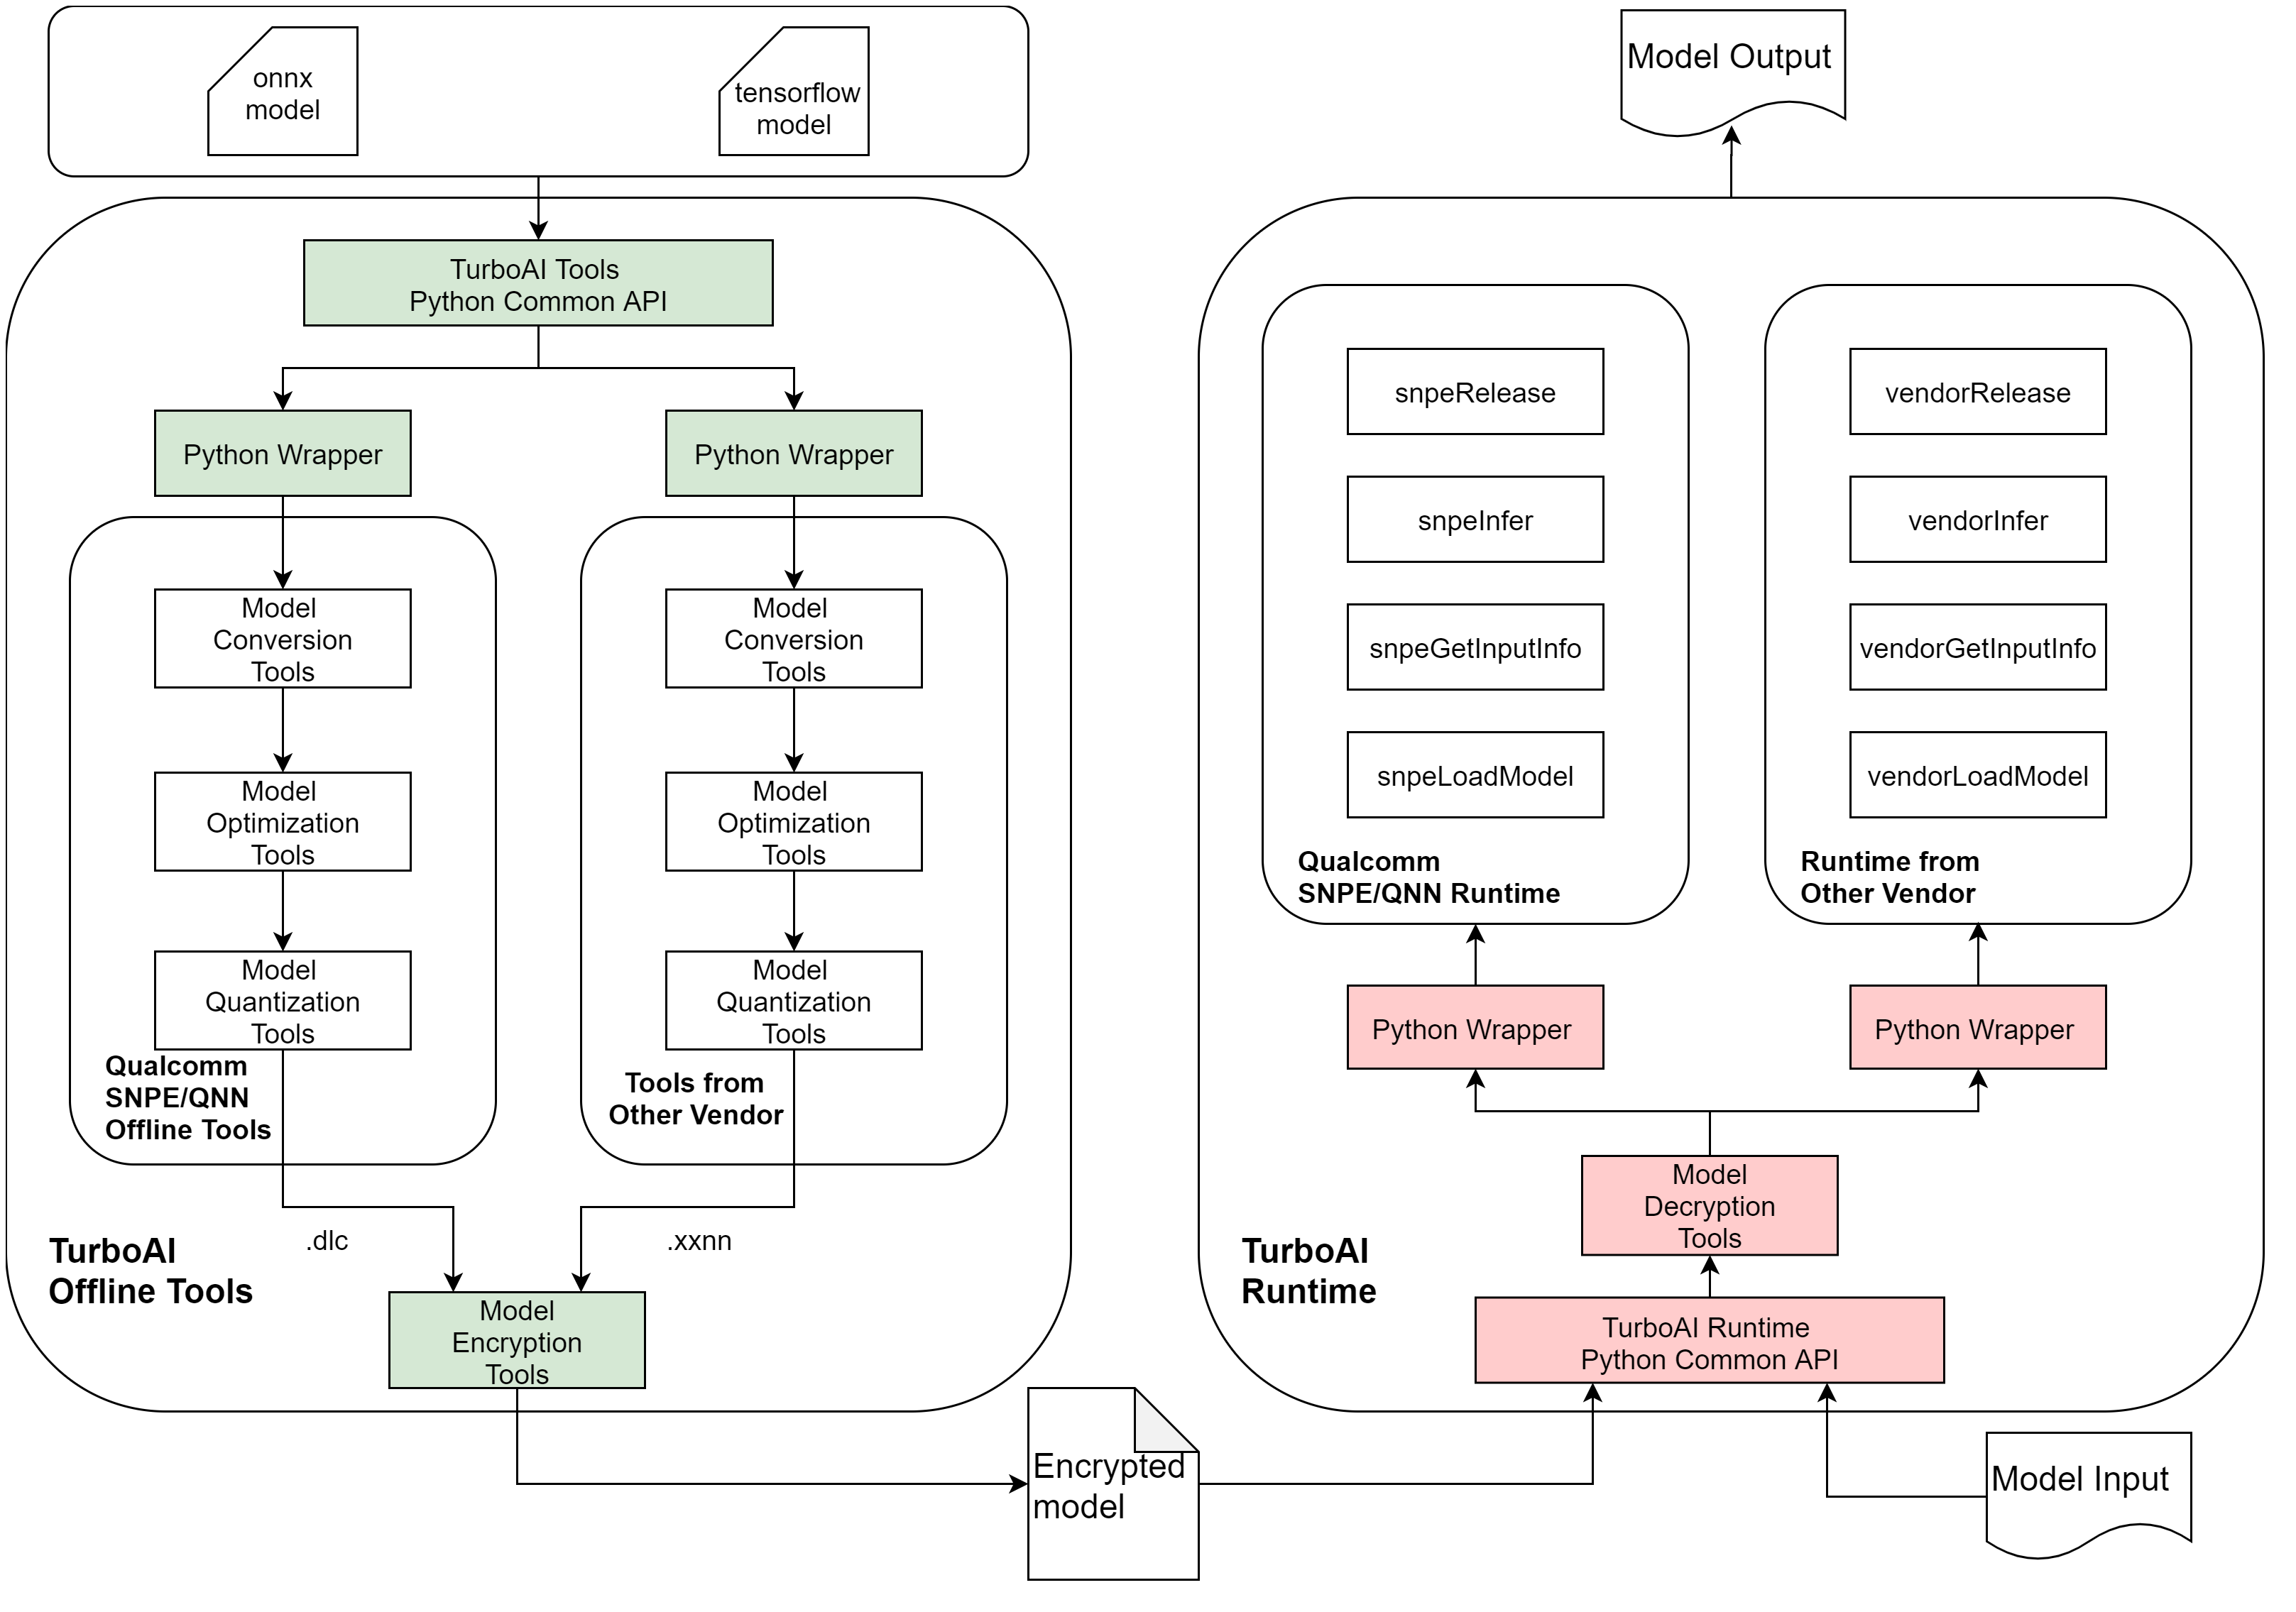 onnx
model
tensorflow
model
TurboAI Tools
Python Common API
Python Wrapper
Python Wrapper
Model
Conversion
Tools
Model
Optimization
Tools
Model
Quantization
Tools
Qualcomm
SNPE/QNN
Offline Tools
Model
Conversion
Tools
Model
Optimization
Tools
Model
Quantization
Tools
Tools from
Other Vendor
.dlc
.xxnn
TurboAI
Offline Tools
Model
Encryption
Tools
Encrypted
model
Model Output
snpeRelease
snpeInfer
snpeGetInputInfo
snpeLoadModel
Qualcomm
SNPE/QNN Runtime
vendorRelease
vendorInfer
vendorGetInputInfo
vendorLoadModel
Runtime from
Other Vendor
Python Wrapper
Python Wrapper
Model
Decryption
Tools
TurboAI
Runtime
TurboAI Runtime
Python Common API
Model Input